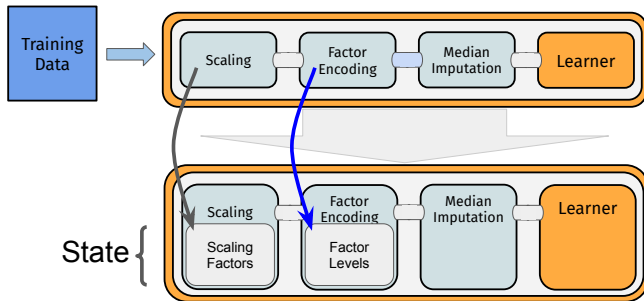 Training
Data
Scaling
Factor
Encoding
Median
Imputation
Learner
Scaling
Factor
Encoding
Median
Imputation
Learner
State
Scaling
Factors
Factor
Levels